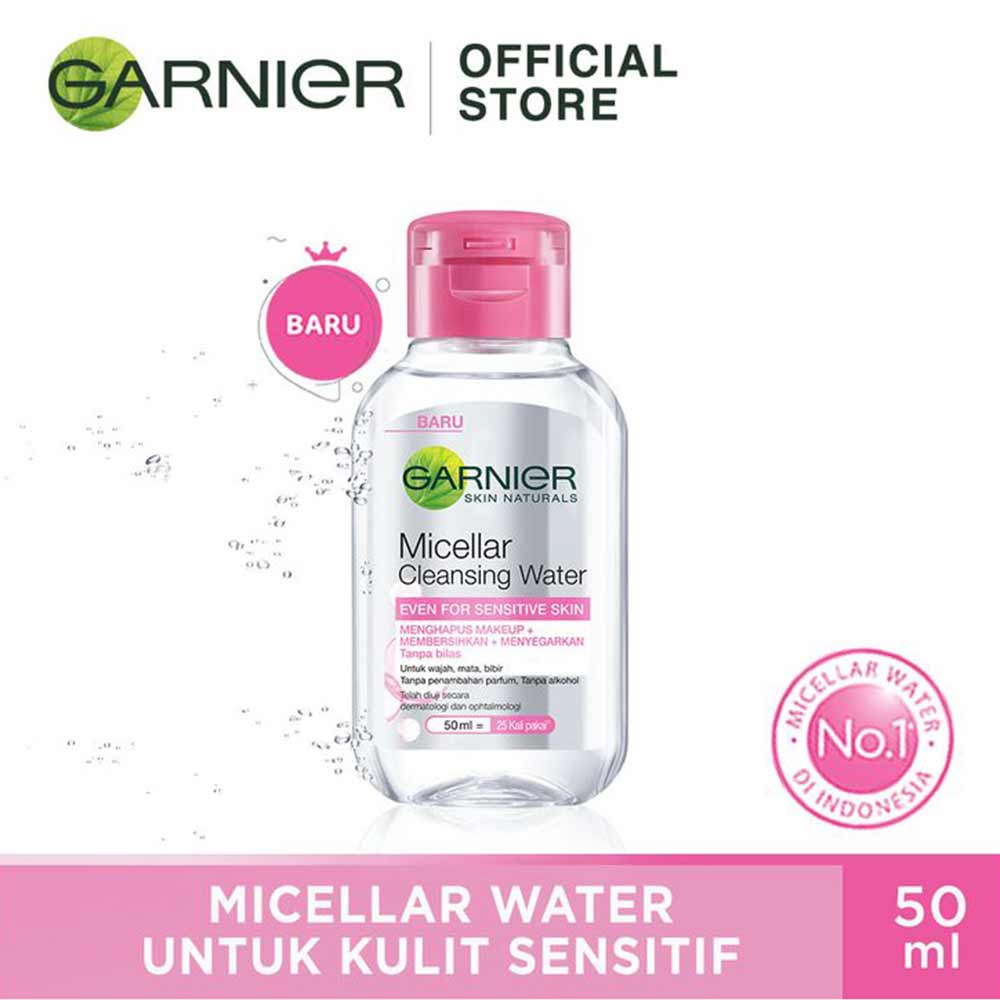 GARNIER
OFFICIAL
STORE
BARU
BARU
GARNIER
SKIN NATURALS
Micellar
Cleansing Water
EVEN FOR SENSITIVE SKIN
MENGHAPUS MAKEUP +
MEMBERSIHKAN + MENYEGARKAN
Tanpa bilas
Untuk wajah, mata, bibir
Tanpa penambahan parfum, Tanpa alkohol
Telah diuji secara
dermatologi dan ophtalmologi
50ml = 25 Kali pakai*
MICELLAR WATER
No.1
DI INDONESIA
MICELLAR WATER
UNTUK KULIT SENSITIF
50
ml